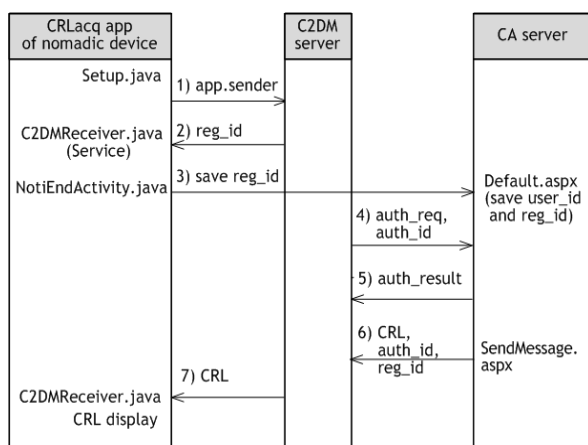 CRLacq app
of nomadic device
C2DM
server
CA server
Setup.java
1) app.sender
C2DMReceiver.java
(Service)
2) reg_id
NotiEndActivity.java
3) save reg_id
Default.aspx
(save user_id
and reg_id)
4) auth_req,
auth_id
5) auth_result
6) CRL,
auth_id,
reg_id
SendMessage.
aspx
7) CRL
C2DMReceiver.java
CRL display